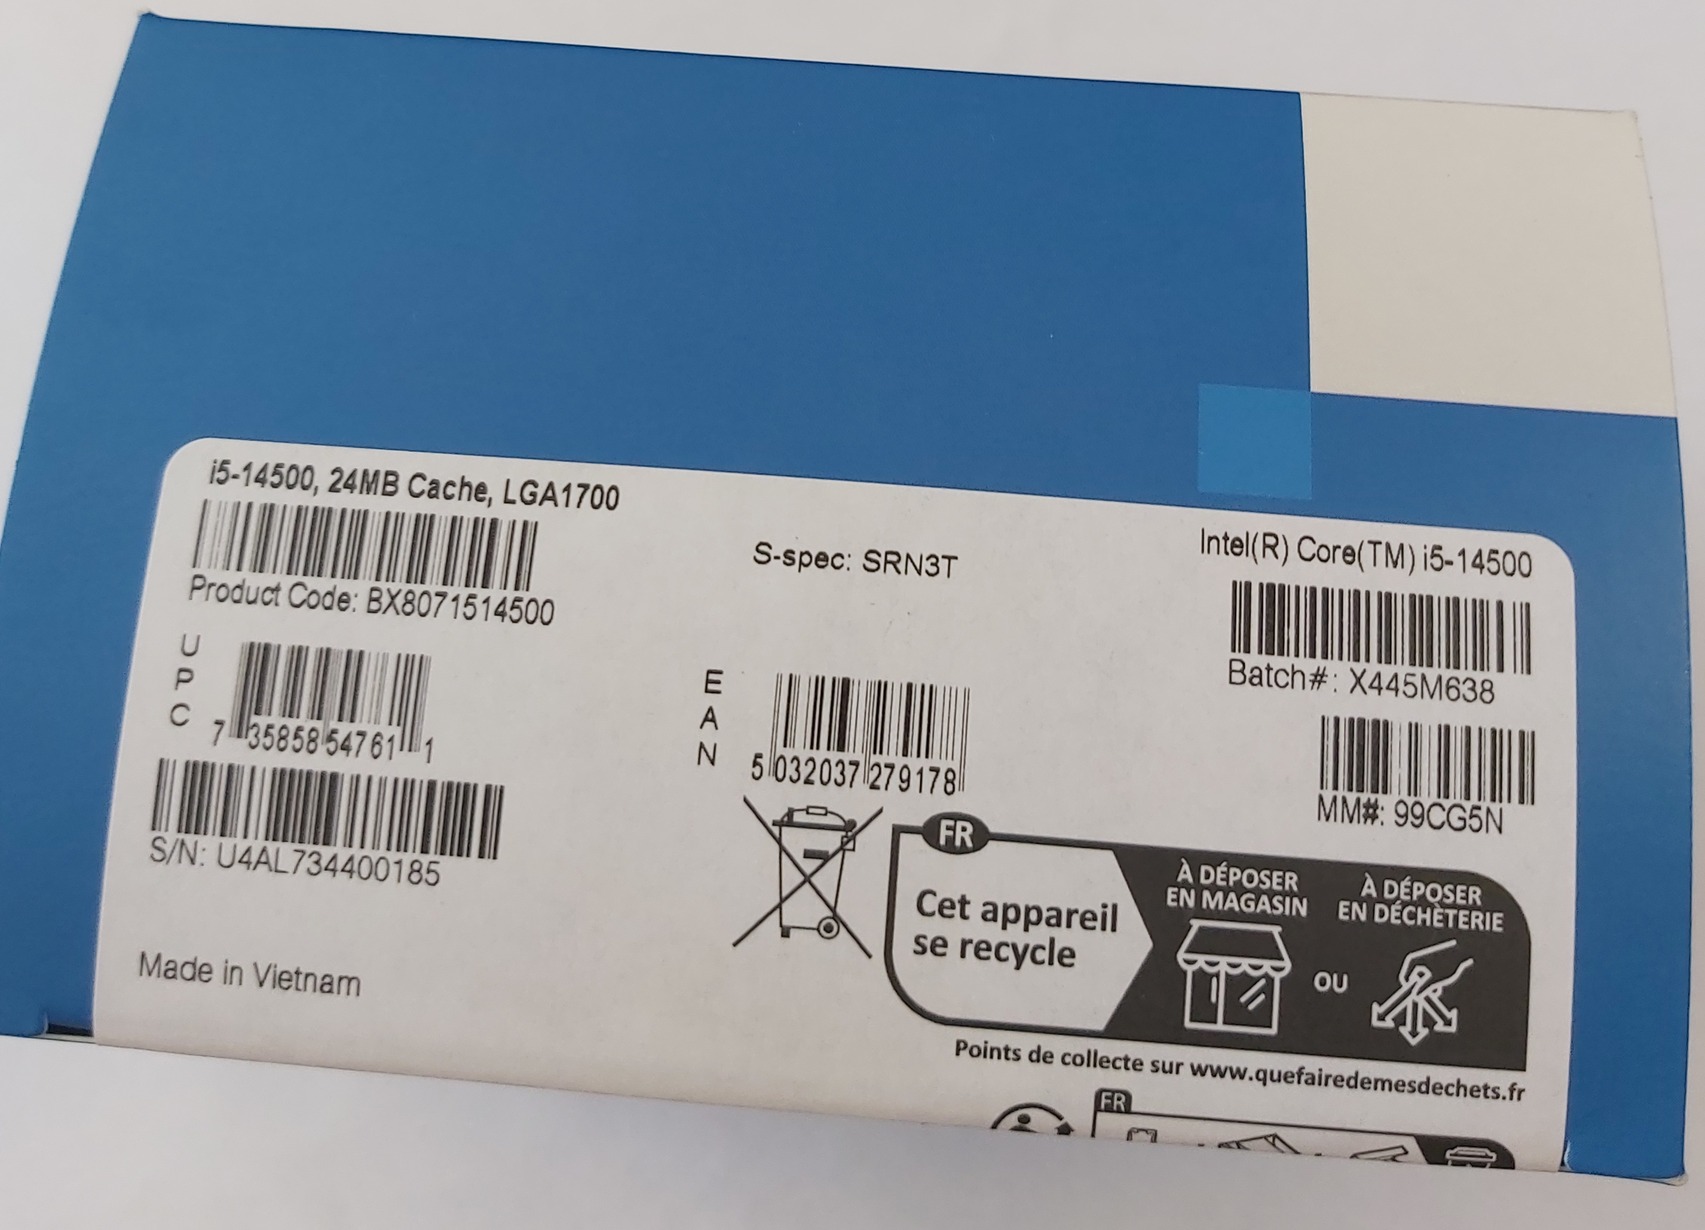 i5-14500, 24MB Cache, LGA1700
Product Code: BX8071514500
S-spec: SRN3T
Intel(R) Core(TM) i5-14500
Batch#: X445M638
UPC
7 35858 54761 1
EAN
5 032037 279178
MM#: 99CG5N
S/N: U4AL734400185
Made in Vietnam
FR
Cet appareil
se recycle
À DÉPOSER
EN MAGASIN
OU
À DÉPOSER
EN DÉCHÈTERIE
Points de collecte sur www.quefairedemesdechets.fr
FR